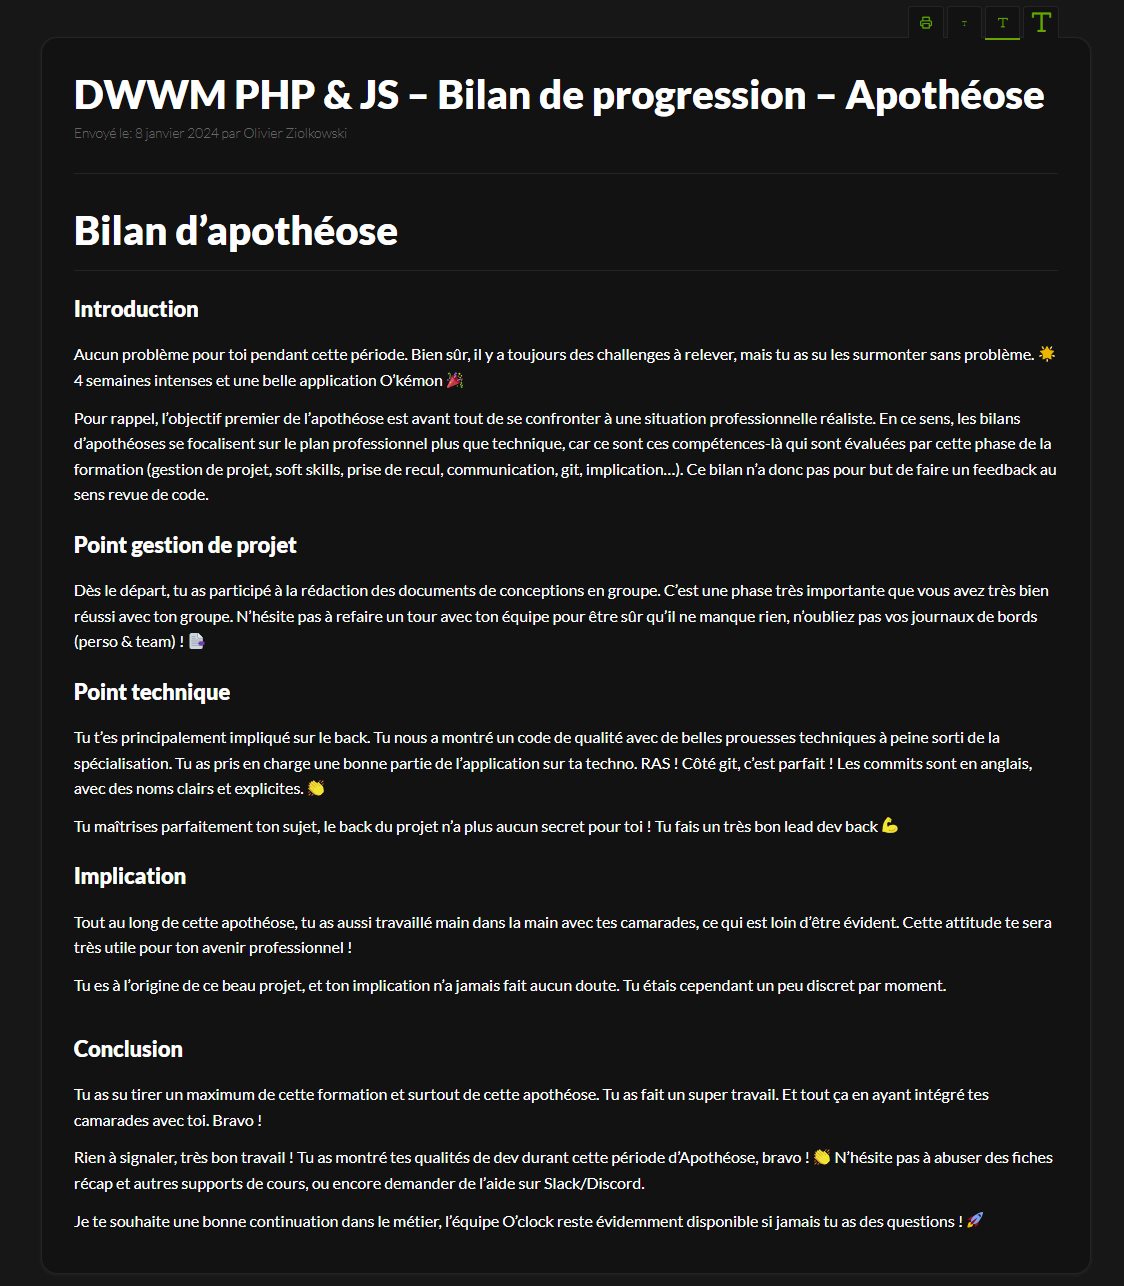 T
T
T
DWWM PHP & JS – Bilan de progression – Apothéose
Envoyé le: 8 janvier 2024 par Olivier Ziolkowski
Bilan d’apothéose
Introduction
Aucun problème pour toi pendant cette période. Bien sûr, il y a toujours des challenges à relever, mais tu as su les surmonter sans problème. 🌟
4 semaines intenses et une belle application O’kémon 🎉
Pour rappel, l’objectif premier de l’apothéose est avant tout de se confronter à une situation professionnelle réaliste. En ce sens, les bilans
d’apothéoses se focalisent sur le plan professionnel plus que technique, car ce sont ces compétences-là qui sont évaluées par cette phase de la
formation (gestion de projet, soft skills, prise de recul, communication, git, implication…). Ce bilan n’a donc pas pour but de faire un feedback au
sens revue de code.
Point gestion de projet
Dès le départ, tu as participé à la rédaction des documents de conceptions en groupe. C’est une phase très importante que vous avez très bien
réussi avec ton groupe. N’hésite pas à refaire un tour avec ton équipe pour être sûr qu’il ne manque rien, n’oubliez pas vos journaux de bords
(perso & team) ! 📝
Point technique
Tu t’es principalement impliqué sur le back. Tu nous a montré un code de qualité avec de belles prouesses techniques à peine sorti de la
spécialisation. Tu as pris en charge une bonne partie de l’application sur ta techno. RAS ! Côté git, c’est parfait ! Les commits sont en anglais,
avec des noms clairs et explicites. 👏
Tu maîtrises parfaitement ton sujet, le back du projet n’a plus aucun secret pour toi ! Tu fais un très bon lead dev back 💪
Implication
Tout au long de cette apothéose, tu as aussi travaillé main dans la main avec tes camarades, ce qui est loin d’être évident. Cette attitude te sera
très utile pour ton avenir professionnel !
Tu es à l’origine de ce beau projet, et ton implication n’a jamais fait aucun doute. Tu étais cependant un peu discret par moment.
Conclusion
Tu as su tirer un maximum de cette formation et surtout de cette apothéose. Tu as fait un super travail. Et tout ça en ayant intégré tes
camarades avec toi. Bravo !
Rien à signaler, très bon travail ! Tu as montré tes qualités de dev durant cette période d’Apothéose, bravo ! 👏 N’hésite pas à abuser des fiches
récap et autres supports de cours, ou encore demander de l’aide sur Slack/Discord.
Je te souhaite une bonne continuation dans le métier, l’équipe O’clock reste évidemment disponible si jamais tu as des questions ! 🚀